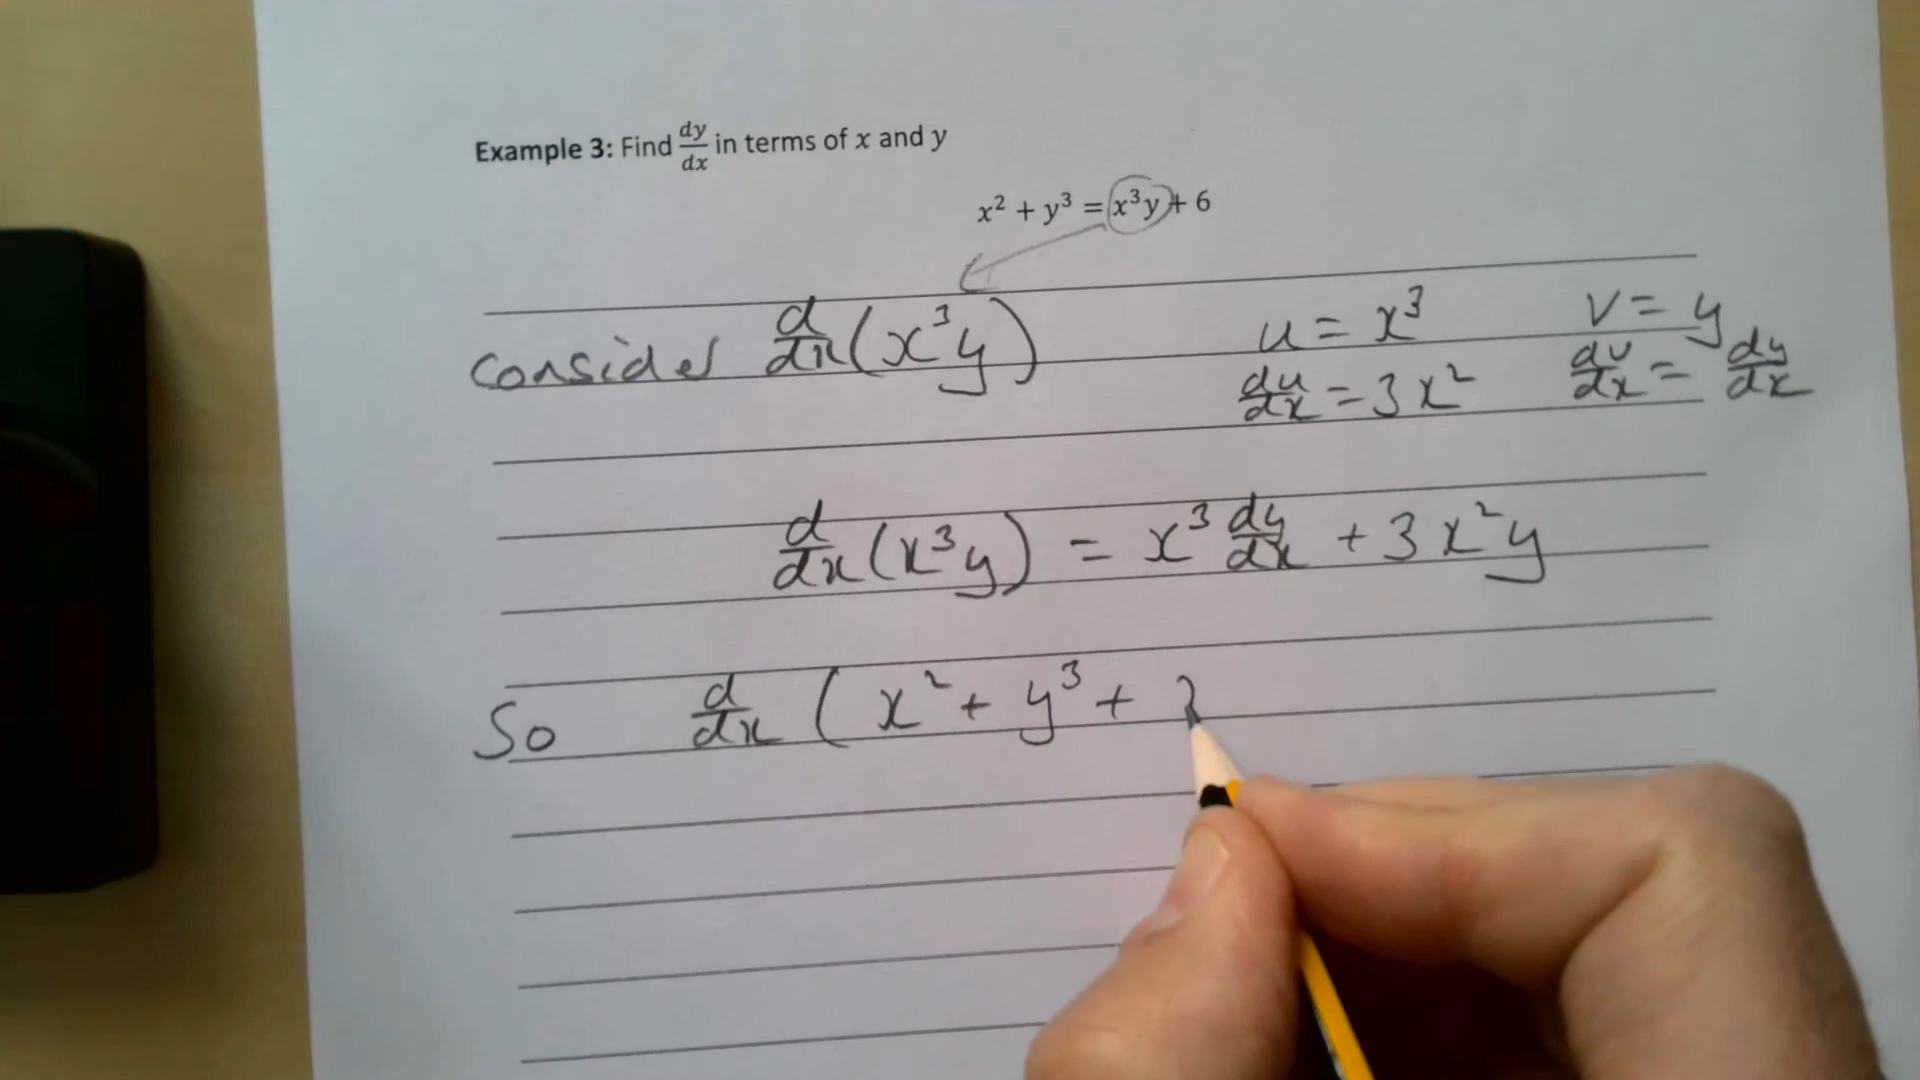 Example 3: Find dy/dx in terms of x and y
x² + y³ = x³y + 6
Consider d/dx (x³y) u = x³ v = y
du/dx = 3x² dv/dx = dy/dx
d/dx (x³y) = x³ dy/dx + 3x²y
So d/dx ( x² + y³ +